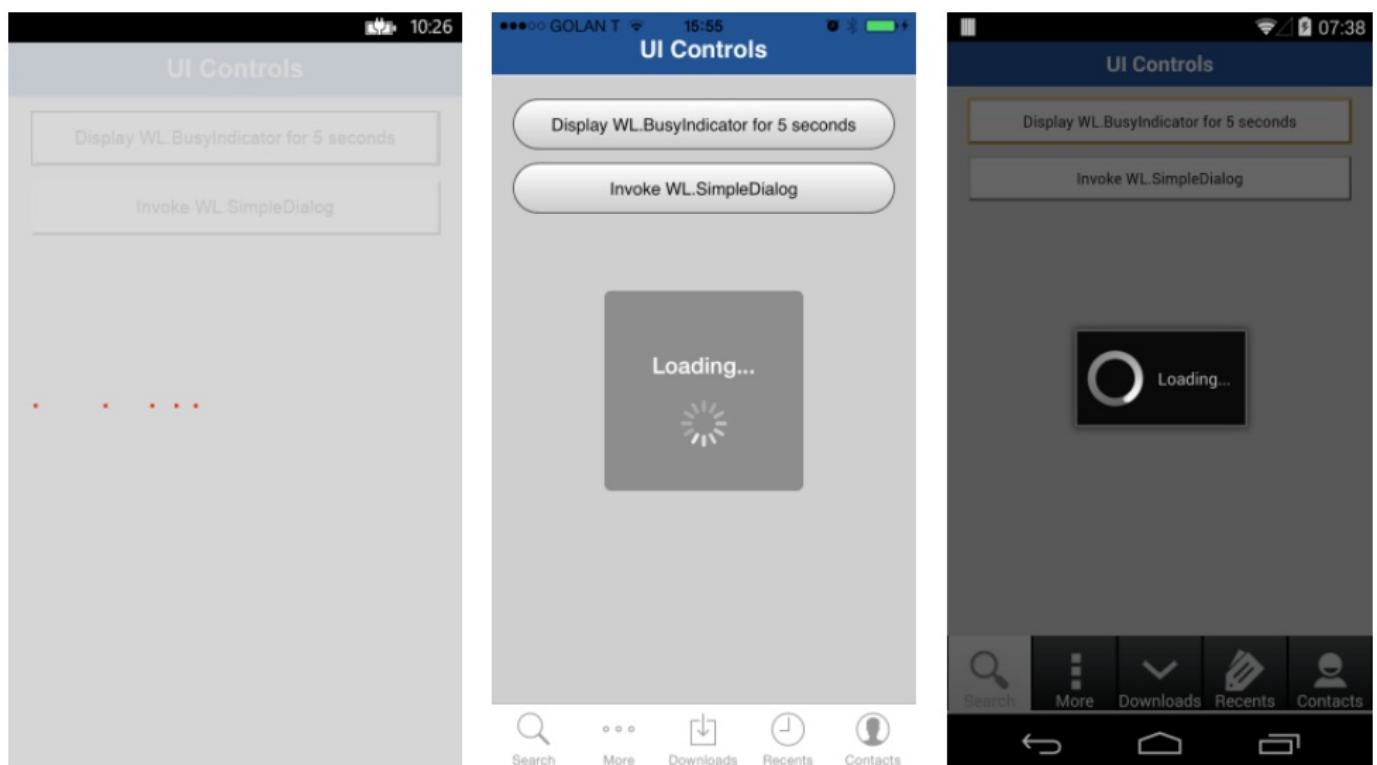 10:26
UI Controls
Display WL.BusyIndicator for 5 seconds
Invoke WL.SimpleDialog
GOLAN T 15:55
UI Controls
Display WL.BusyIndicator for 5 seconds
Invoke WL.SimpleDialog
Loading...
Search More Downloads Recents Contacts
07:38
UI Controls
Display WL.BusyIndicator for 5 seconds
Invoke WL.SimpleDialog
Loading...
Search More Downloads Recents Contacts